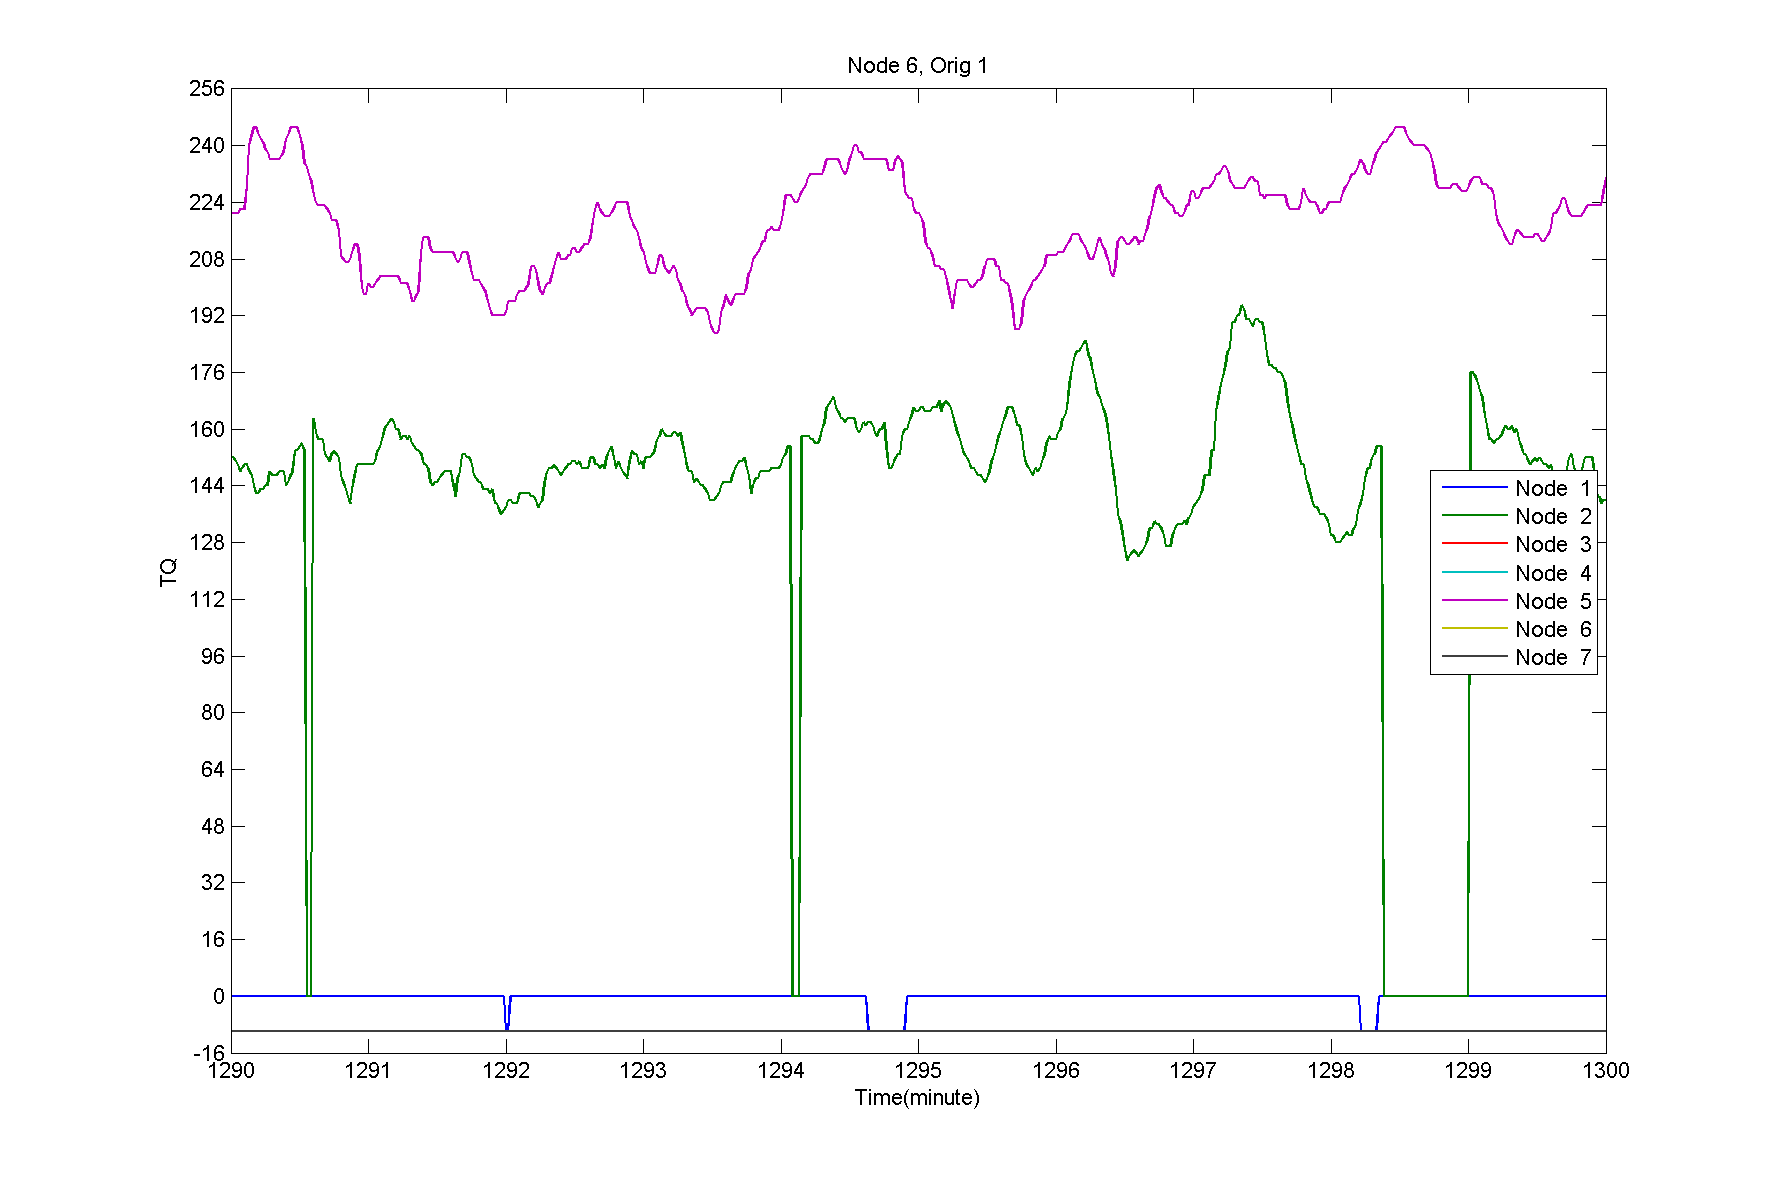 Node 6, Orig 1
256
240
224
208
192
176
160
144
128
112
96
80
64
48
32
16
0
-16
TQ
Node 1
Node 2
Node 3
Node 4
Node 5
Node 6
Node 7
1290 1291 1292 1293 1294 1295 1296 1297 1298 1299 1300
Time(minute)